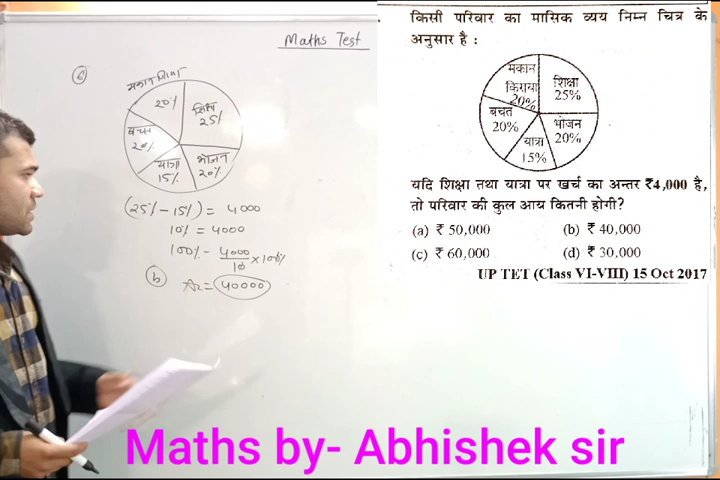 Maths Test
मकान किराया
20%
शिक्षा
25%
बचत
20%
यात्रा
15%
भोजन
20%
(25% - 15%) = 4000
10% = 4000
100% - 4000/10 × 100%
(b) = 40000
किसी परिवार का मासिक व्यय निम्न चित्र के
अनुसार है :
मकान
किराया
20%
शिक्षा
25%
बचत
20%
भोजन
20%
यात्रा
15%
यदि शिक्षा तथा यात्रा पर खर्च का अन्तर ₹4,000 है,
तो परिवार की कुल आय कितनी होगी?
(a) ₹ 50,000 (b) ₹ 40,000
(c) ₹ 60,000 (d) ₹ 30,000
UP TET (Class VI-VIII) 15 Oct 2017
Maths by- Abhishek sir